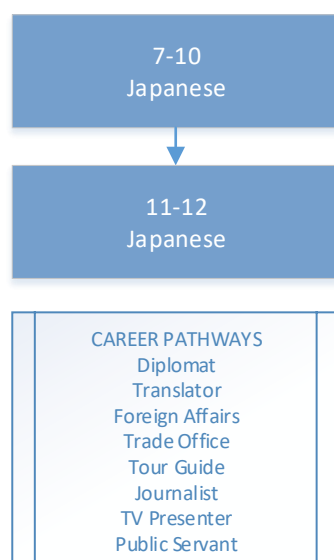 7-10
Japanese
11-12
Japanese
CAREER PATHWAYS
Diplomat
Translator
Foreign Affairs
Trade Office
Tour Guide
Journalist
TV Presenter
Public Servant